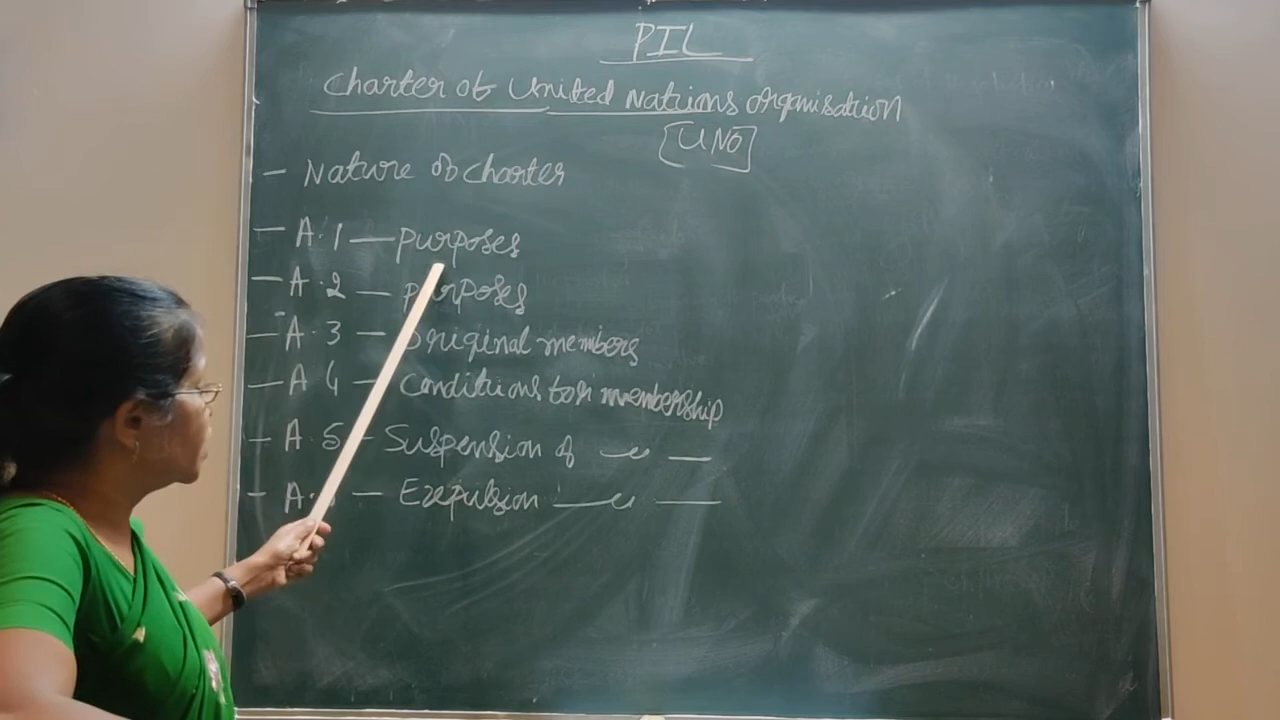 PIL
Charter of United Nations Organisation
[UNO]
- Nature of Charter
- A.1 - purposes
- A.2 - purposes
- A.3 - original members
- A 4 - Conditions for membership
- A.5 - Suspension of — " —
- A. - Expulsion — " —